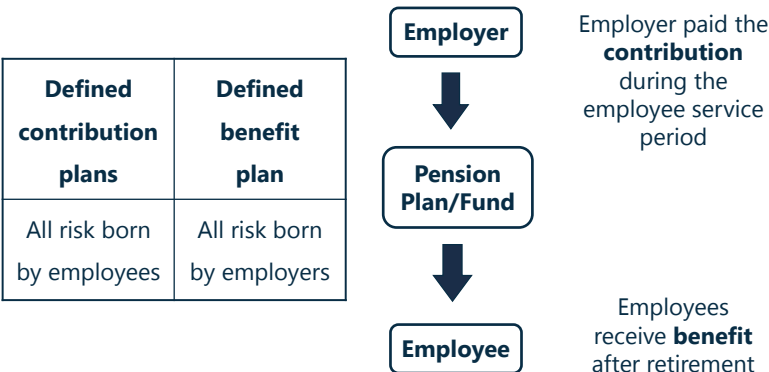 Defined
contribution
plans
Defined
benefit
plan
All risk born
by employees
All risk born
by employers
Employer
Pension
Plan/Fund
Employee
Employer paid the
contribution
during the
employee service
period
Employees
receive benefit
after retirement